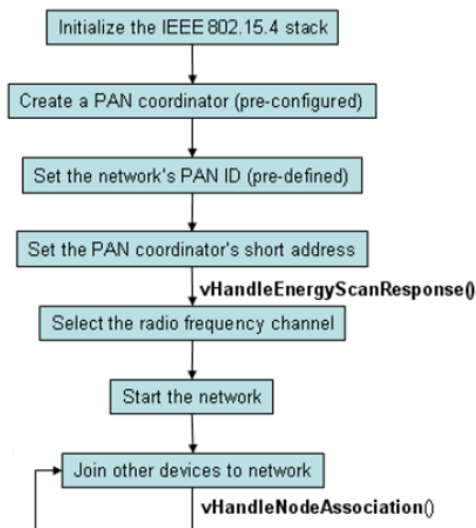 Initialize the IEEE 802.15.4 stack
Create a PAN coordinator (pre-configured)
Set the network's PAN ID (pre-defined)
Set the PAN coordinator's short address
vHandleEnergyScanResponse()
Select the radio frequency channel
Start the network
Join other devices to network
vHandleNodeAssociation()